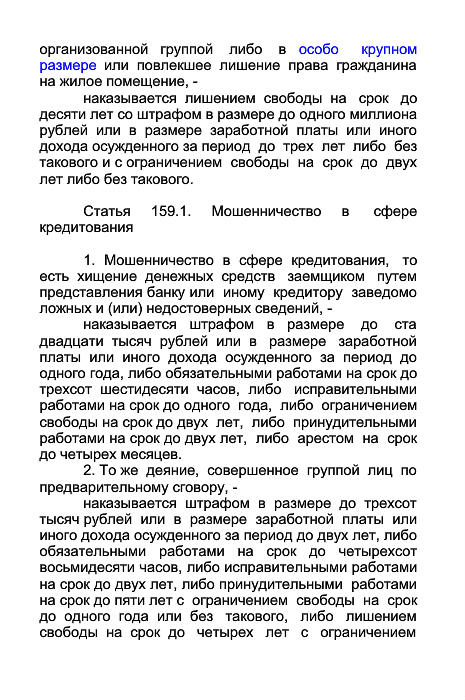 организованной группой либо в особо крупном
размере или повлекшее лишение права гражданина
на жилое помещение, -
наказывается лишением свободы на срок до
десяти лет со штрафом в размере до одного миллиона
рублей или в размере заработной платы или иного
дохода осужденного за период до трех лет либо без
такового и с ограничением свободы на срок до двух
лет либо без такового.
Статья 159.1. Мошенничество в сфере
кредитования
1. Мошенничество в сфере кредитования, то
есть хищение денежных средств заемщиком путем
представления банку или иному кредитору заведомо
ложных и (или) недостоверных сведений, -
наказывается штрафом в размере до ста
двадцати тысяч рублей или в размере заработной
платы или иного дохода осужденного за период до
одного года, либо обязательными работами на срок до
трехсот шестидесяти часов, либо исправительными
работами на срок до одного года, либо ограничением
свободы на срок до двух лет, либо принудительными
работами на срок до двух лет, либо арестом на срок
до четырех месяцев.
2. То же деяние, совершенное группой лиц по
предварительному сговору, -
наказывается штрафом в размере до трехсот
тысяч рублей или в размере заработной платы или
иного дохода осужденного за период до двух лет, либо
обязательными работами на срок до четырехсот
восьмидесяти часов, либо исправительными работами
на срок до двух лет, либо принудительными работами
на срок до пяти лет с ограничением свободы на срок
до одного года или без такового, либо лишением
свободы на срок до четырех лет с ограничением